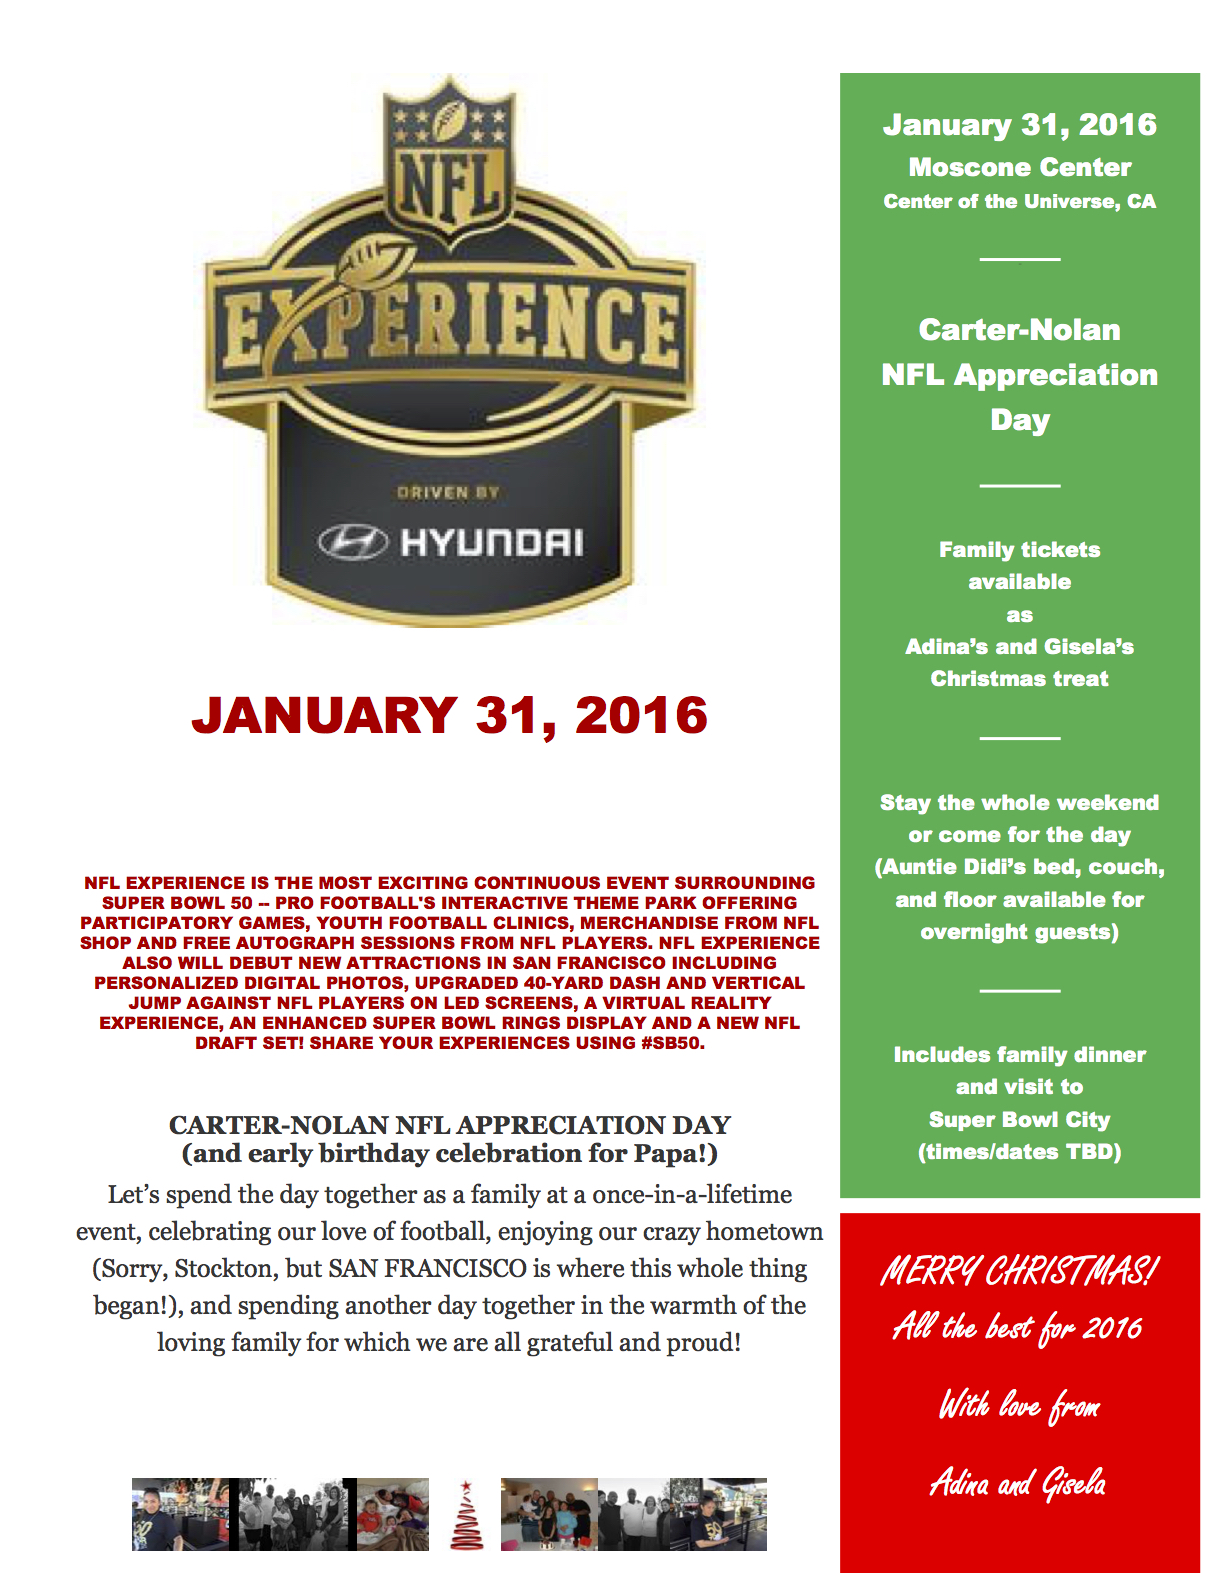 NFL
EXPERIENCE
DRIVEN BY
HYUNDAI
JANUARY 31, 2016
NFL EXPERIENCE IS THE MOST EXCITING CONTINUOUS EVENT SURROUNDING
SUPER BOWL 50 -- PRO FOOTBALL'S INTERACTIVE THEME PARK OFFERING
PARTICIPATORY GAMES, YOUTH FOOTBALL CLINICS, MERCHANDISE FROM NFL
SHOP AND FREE AUTOGRAPH SESSIONS FROM NFL PLAYERS. NFL EXPERIENCE
ALSO WILL DEBUT NEW ATTRACTIONS IN SAN FRANCISCO INCLUDING
PERSONALIZED DIGITAL PHOTOS, UPGRADED 40-YARD DASH AND VERTICAL
JUMP AGAINST NFL PLAYERS ON LED SCREENS, A VIRTUAL REALITY
EXPERIENCE, AN ENHANCED SUPER BOWL RINGS DISPLAY AND A NEW NFL
DRAFT SET! SHARE YOUR EXPERIENCES USING #SB50.
CARTER-NOLAN NFL APPRECIATION DAY
(and early birthday celebration for Papa!)
Let’s spend the day together as a family at a once-in-a-lifetime
event, celebrating our love of football, enjoying our crazy hometown
(Sorry, Stockton, but SAN FRANCISCO is where this whole thing
began!), and spending another day together in the warmth of the
loving family for which we are all grateful and proud!
January 31, 2016
Moscone Center
Center of the Universe, CA
Carter-Nolan
NFL Appreciation
Day
Family tickets
available
as
Adina’s and Gisela’s
Christmas treat
Stay the whole weekend
or come for the day
(Auntie Didi’s bed, couch,
and floor available for
overnight guests)
Includes family dinner
and visit to
Super Bowl City
(times/dates TBD)
MERRY CHRISTMAS!
All the best for 2016
With love from
Adina and Gisela